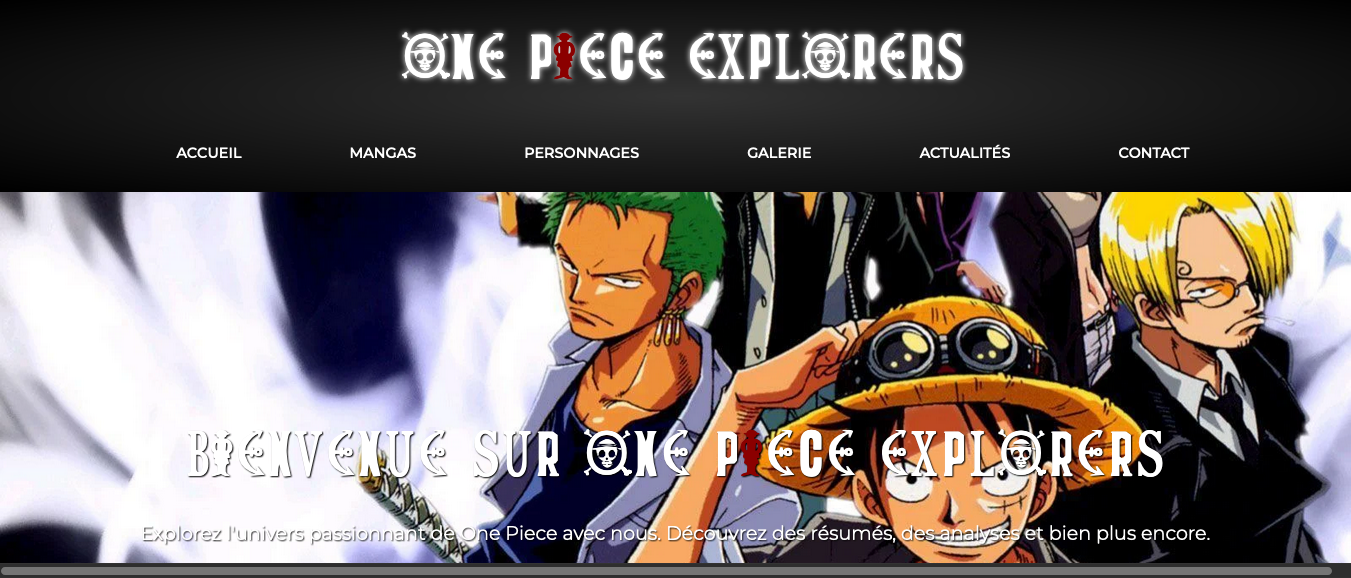 ONE PIECE EXPLORERS
ACCUEIL MANGAS PERSONNAGES GALERIE ACTUALITÉS CONTACT
BIENVENUE SUR ONE PIECE EXPLORERS
Explorez l'univers passionnant de One Piece avec nous. Découvrez des résumés, des analyses et bien plus encore.